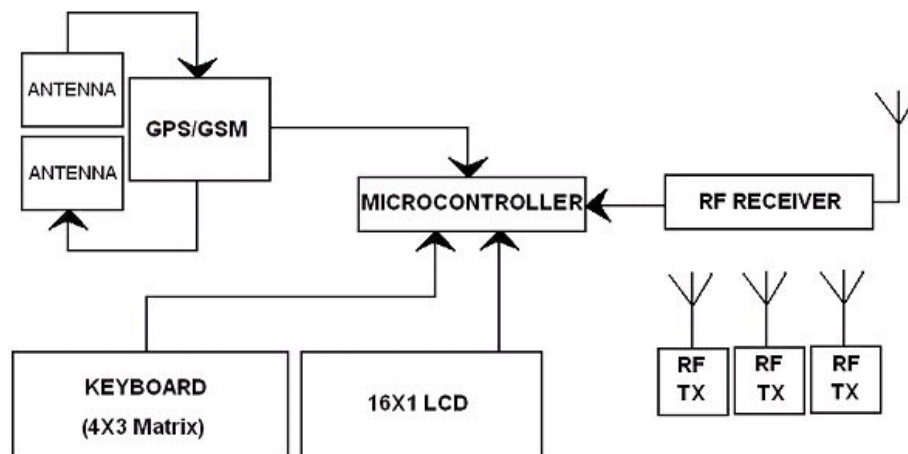 ANTENNA
GPS/GSM
ANTENNA
MICROCONTROLLER
RF RECEIVER
KEYBOARD
(4X3 Matrix)
16X1 LCD
RF
TX
RF
TX
RF
TX